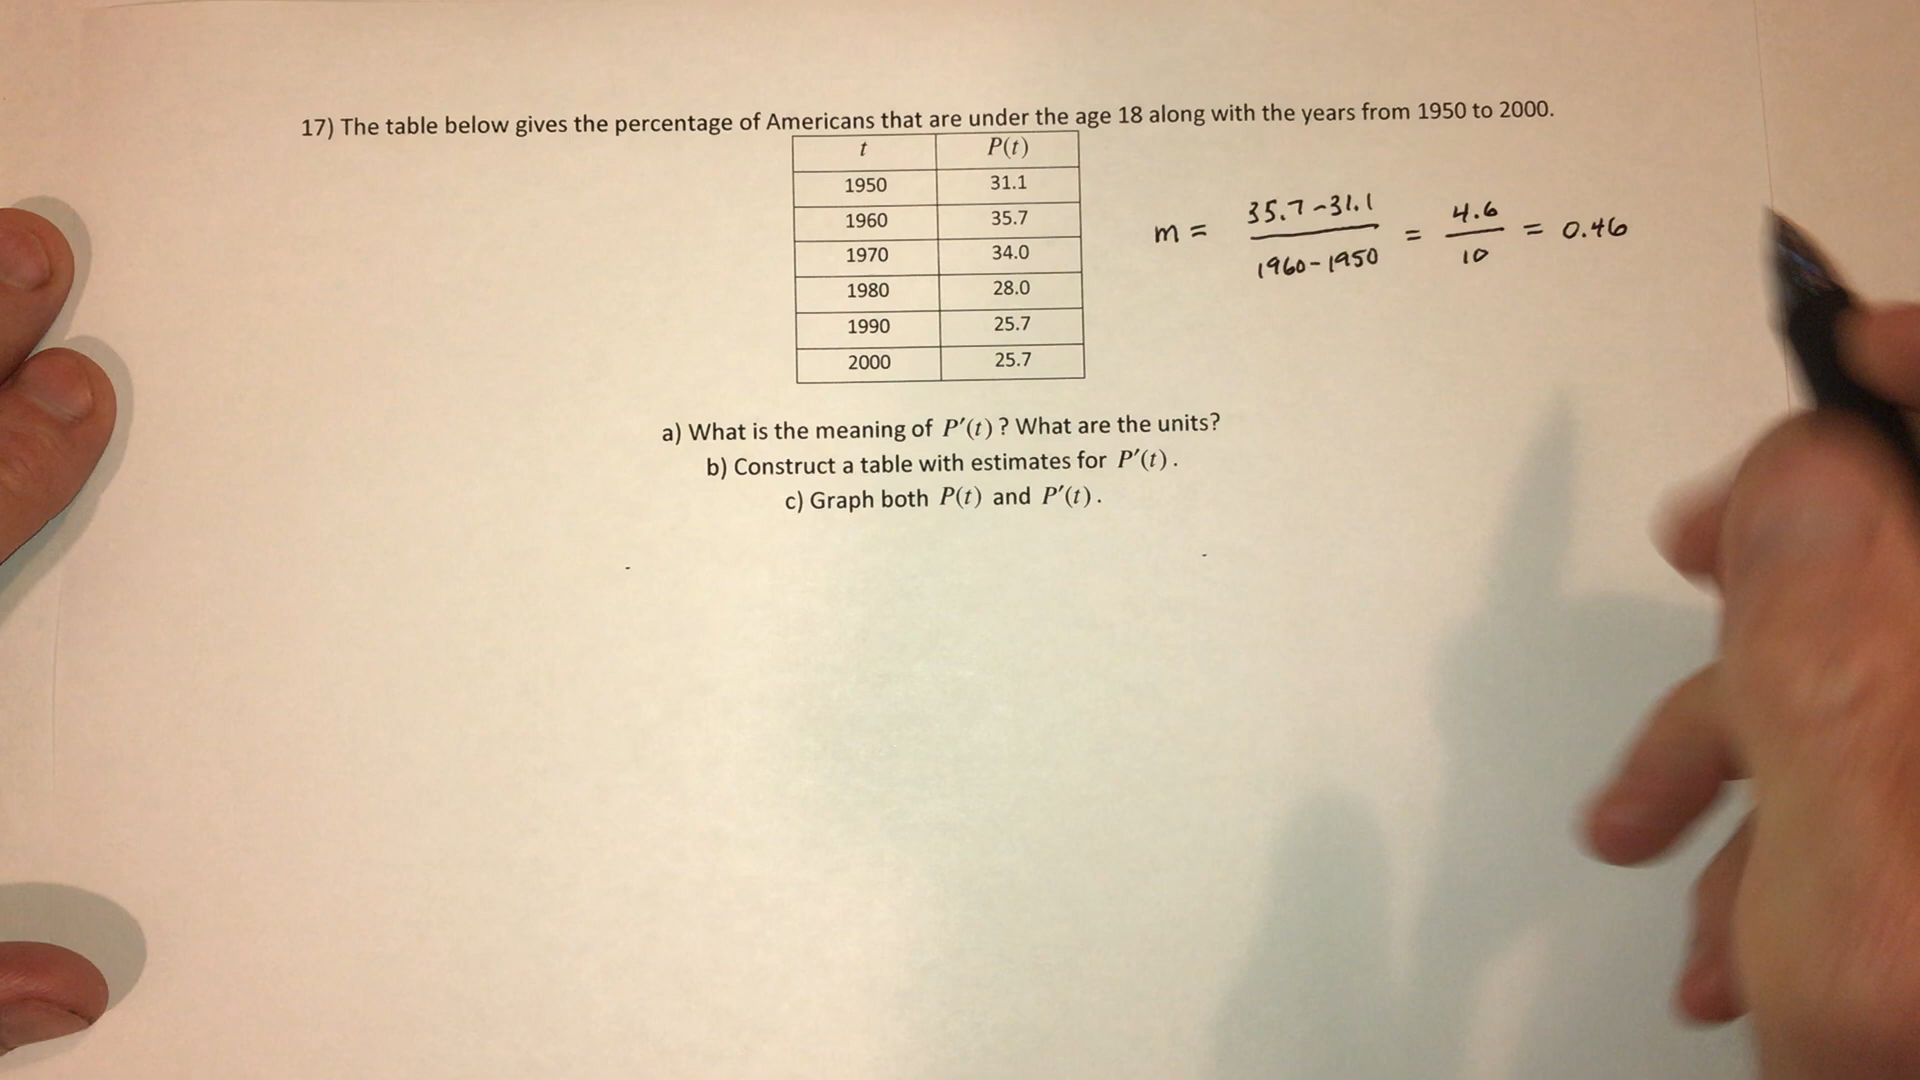 17) The table below gives the percentage of Americans that are under the age 18 along with the years from 1950 to 2000.
t P(t)
1950 31.1
1960 35.7
1970 34.0
1980 28.0
1990 25.7
2000 25.7
m = 35.7-31.1 / 1960-1950 = 4.6 / 10 = 0.46
a) What is the meaning of P′(t) ? What are the units?
b) Construct a table with estimates for P′(t) .
c) Graph both P(t) and P′(t) .